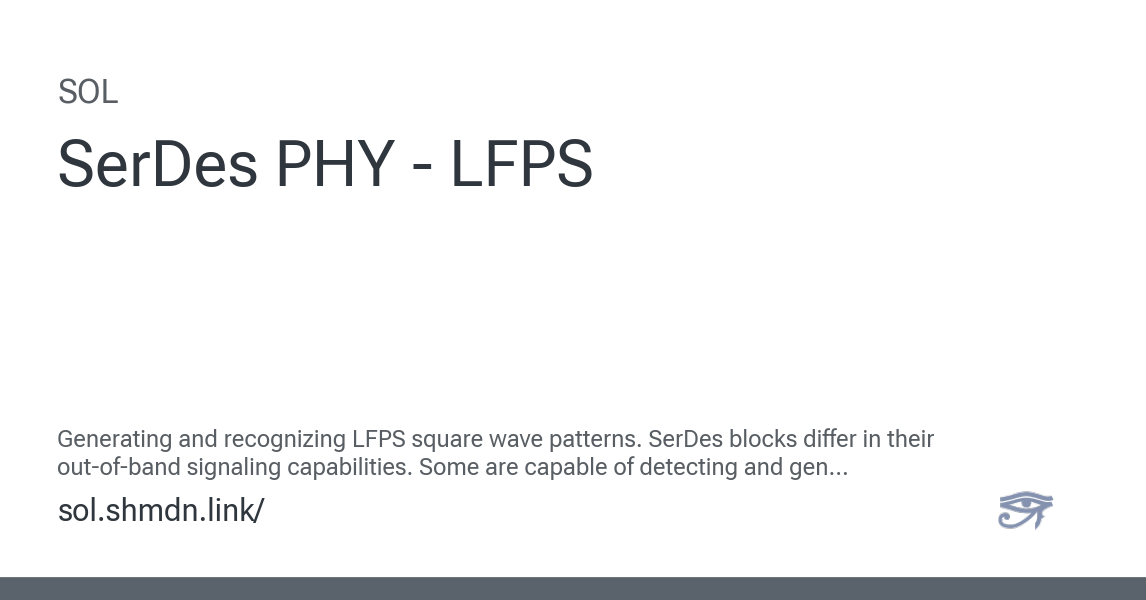 SOL
SerDes PHY - LFPS
Generating and recognizing LFPS square wave patterns. SerDes blocks differ in their
out-of-band signaling capabilities. Some are capable of detecting and gen...
sol.shmdn.link/